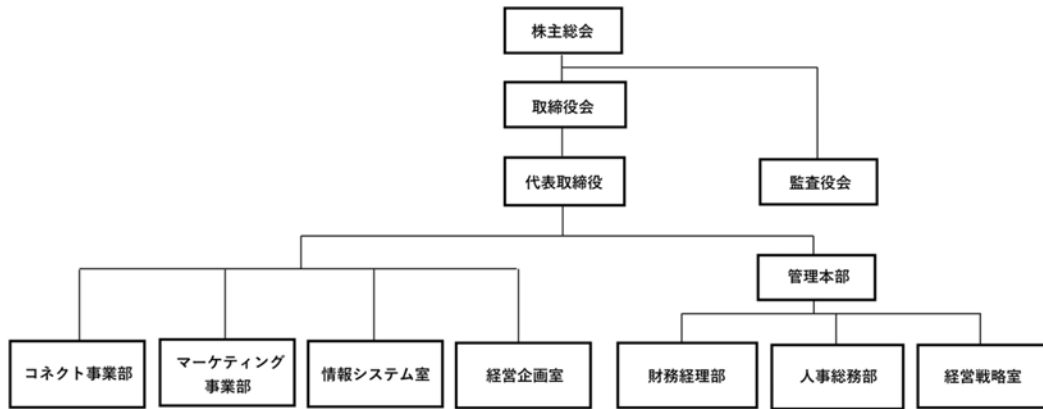 株主総会
取締役会
代表取締役
監査役会
管理本部
コネクト事業部
マーケティング
事業部
情報システム室
経営企画室
財務経理部
人事総務部
経営戦略室